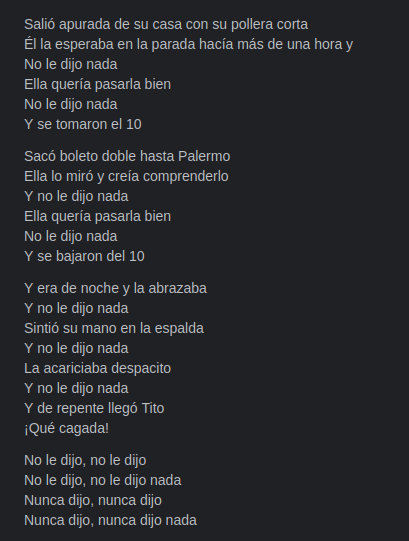 Salió apurada de su casa con su pollera corta
Él la esperaba en la parada hacía más de una hora y
No le dijo nada
Ella quería pasarla bien
No le dijo nada
Y se tomaron el 10
Sacó boleto doble hasta Palermo
Ella lo miró y creía comprenderlo
Y no le dijo nada
Ella quería pasarla bien
No le dijo nada
Y se bajaron del 10
Y era de noche y la abrazaba
Y no le dijo nada
Sintió su mano en la espalda
Y no le dijo nada
La acariciaba despacito
Y no le dijo nada
Y de repente llegó Tito
¡Qué cagada!
No le dijo, no le dijo
No le dijo, no le dijo nada
Nunca dijo, nunca dijo
Nunca dijo, nunca dijo nada